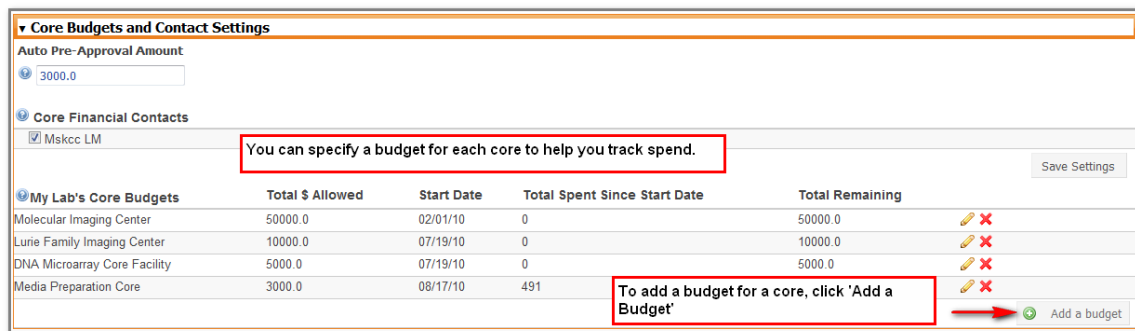 ▾ Core Budgets and Contact Settings
Auto Pre-Approval Amount
3000.0
Core Financial Contacts
Mskcc LM
You can specify a budget for each core to help you track spend.
Save Settings
My Lab's Core Budgets Total $ Allowed Start Date Total Spent Since Start Date Total Remaining
Molecular Imaging Center 50000.0 02/01/10 0 50000.0
Lurie Family Imaging Center 10000.0 07/19/10 0 10000.0
DNA Microarray Core Facility 5000.0 07/19/10 0 5000.0
Media Preparation Core 3000.0 08/17/10 491
To add a budget for a core, click 'Add a
Budget'
Add a budget